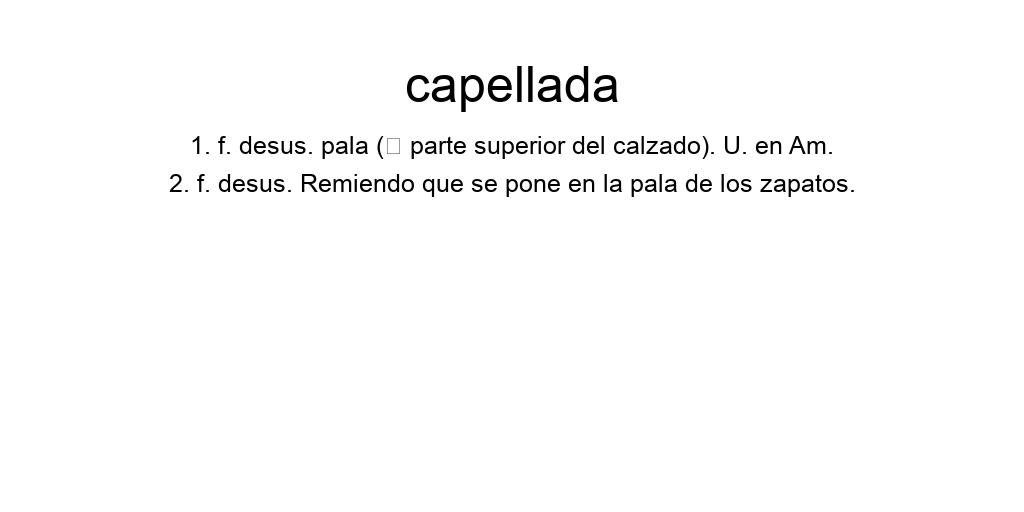 capellada
1. f. desus. pala (▯ parte superior del calzado). U. en Am.
2. f. desus. Remiendo que se pone en la pala de los zapatos.